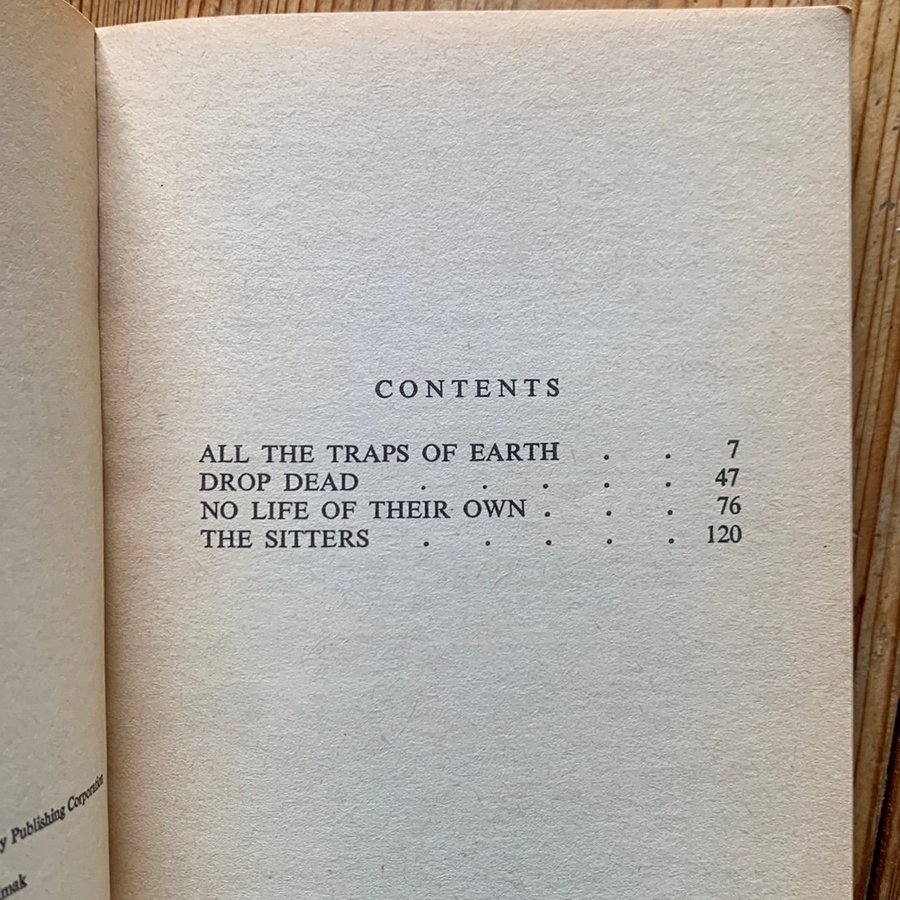 CONTENTS
ALL THE TRAPS OF EARTH . . 7
DROP DEAD . . . . . 47
NO LIFE OF THEIR OWN . . . 76
THE SITTERS . . . . . 120
y Publishing Corporation
mak